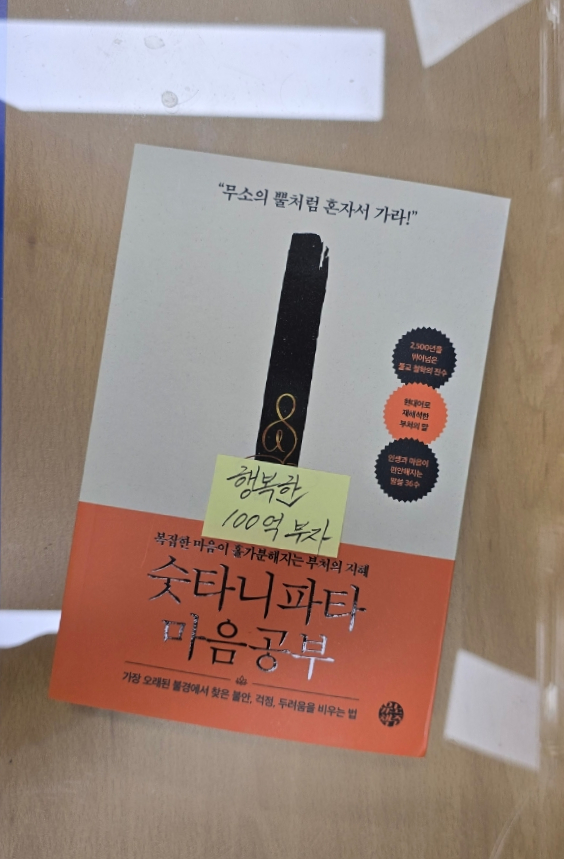 “무소의 뿔처럼 혼자서 가라!”
2,500년을
뛰어넘은
불교 철학의 진수
현대어로
재해석한
부처의 말
인생과 마음이
편안해지는
말씀 36수
행복한
100억 부자
복잡한 마음이 홀가분해지는 부처의 지혜
숫타니파타
마음공부
가장 오래된 불경에서 찾은 불안, 걱정, 두려움을 비우는 법